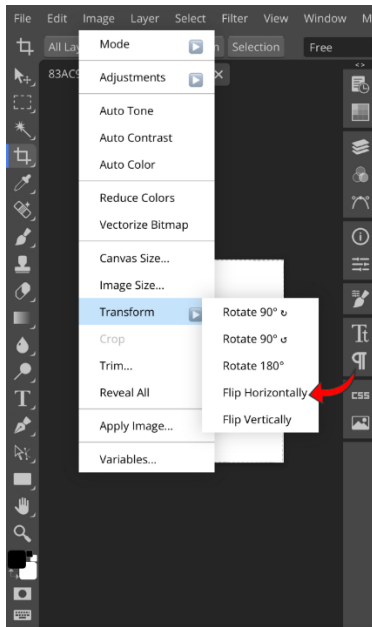 File Edit Image Layer Select Filter View Window M
All La n Selection Free
83AC9
Mode
Adjustments
Auto Tone
Auto Contrast
Auto Color
Reduce Colors
Vectorize Bitmap
Canvas Size...
Image Size...
Transform
Crop
Trim...
Reveal All
Apply Image...
Variables...
Rotate 90° ↻
Rotate 90° ↺
Rotate 180°
Flip Horizontally
Flip Vertically
CSS